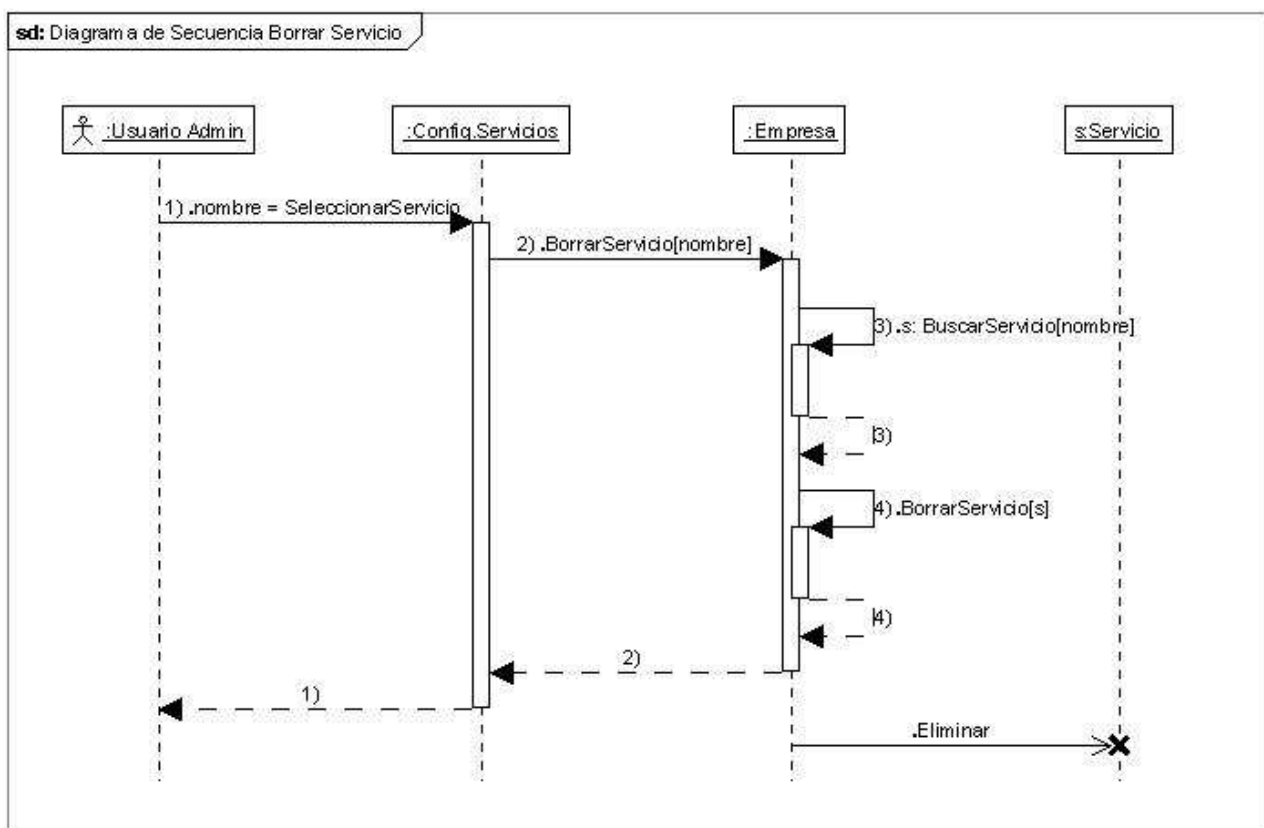 sd: Diagrama de Secuencia Borrar Servicio
:Usuario Admin
:Config.Servicios
:Empresa
s:Servicio
1) .nombre = SeleccionarServicio
2) .BorrarServicio[nombre]
3) .s: BuscarServicio[nombre]
3)
4) .BorrarServicio[s]
4)
2)
1)
.Eliminar